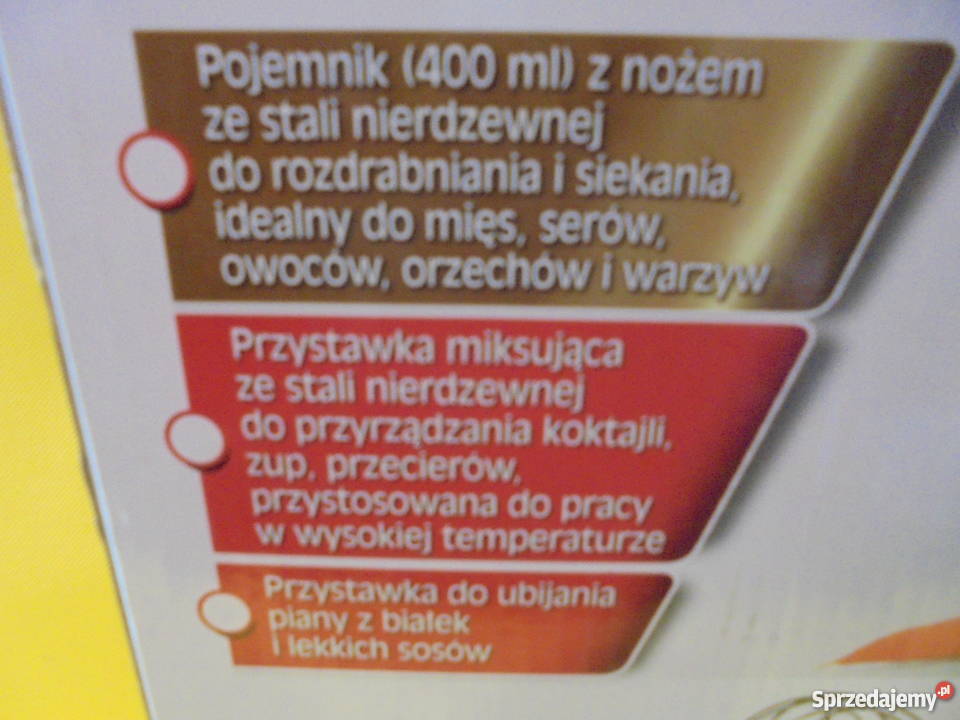 Pojemnik (400 ml) z nożem
ze stali nierdzewnej
do rozdrabniania i siekania,
idealny do mięs, serów,
owoców, orzechów i warzyw
Przystawka miksująca
ze stali nierdzewnej
do przyrządzania koktajli,
zup, przecierów,
przystosowana do pracy
w wysokiej temperaturze
Przystawka do ubijania
piany z białek
i lekkich sosów
Sprzedajemy.pl